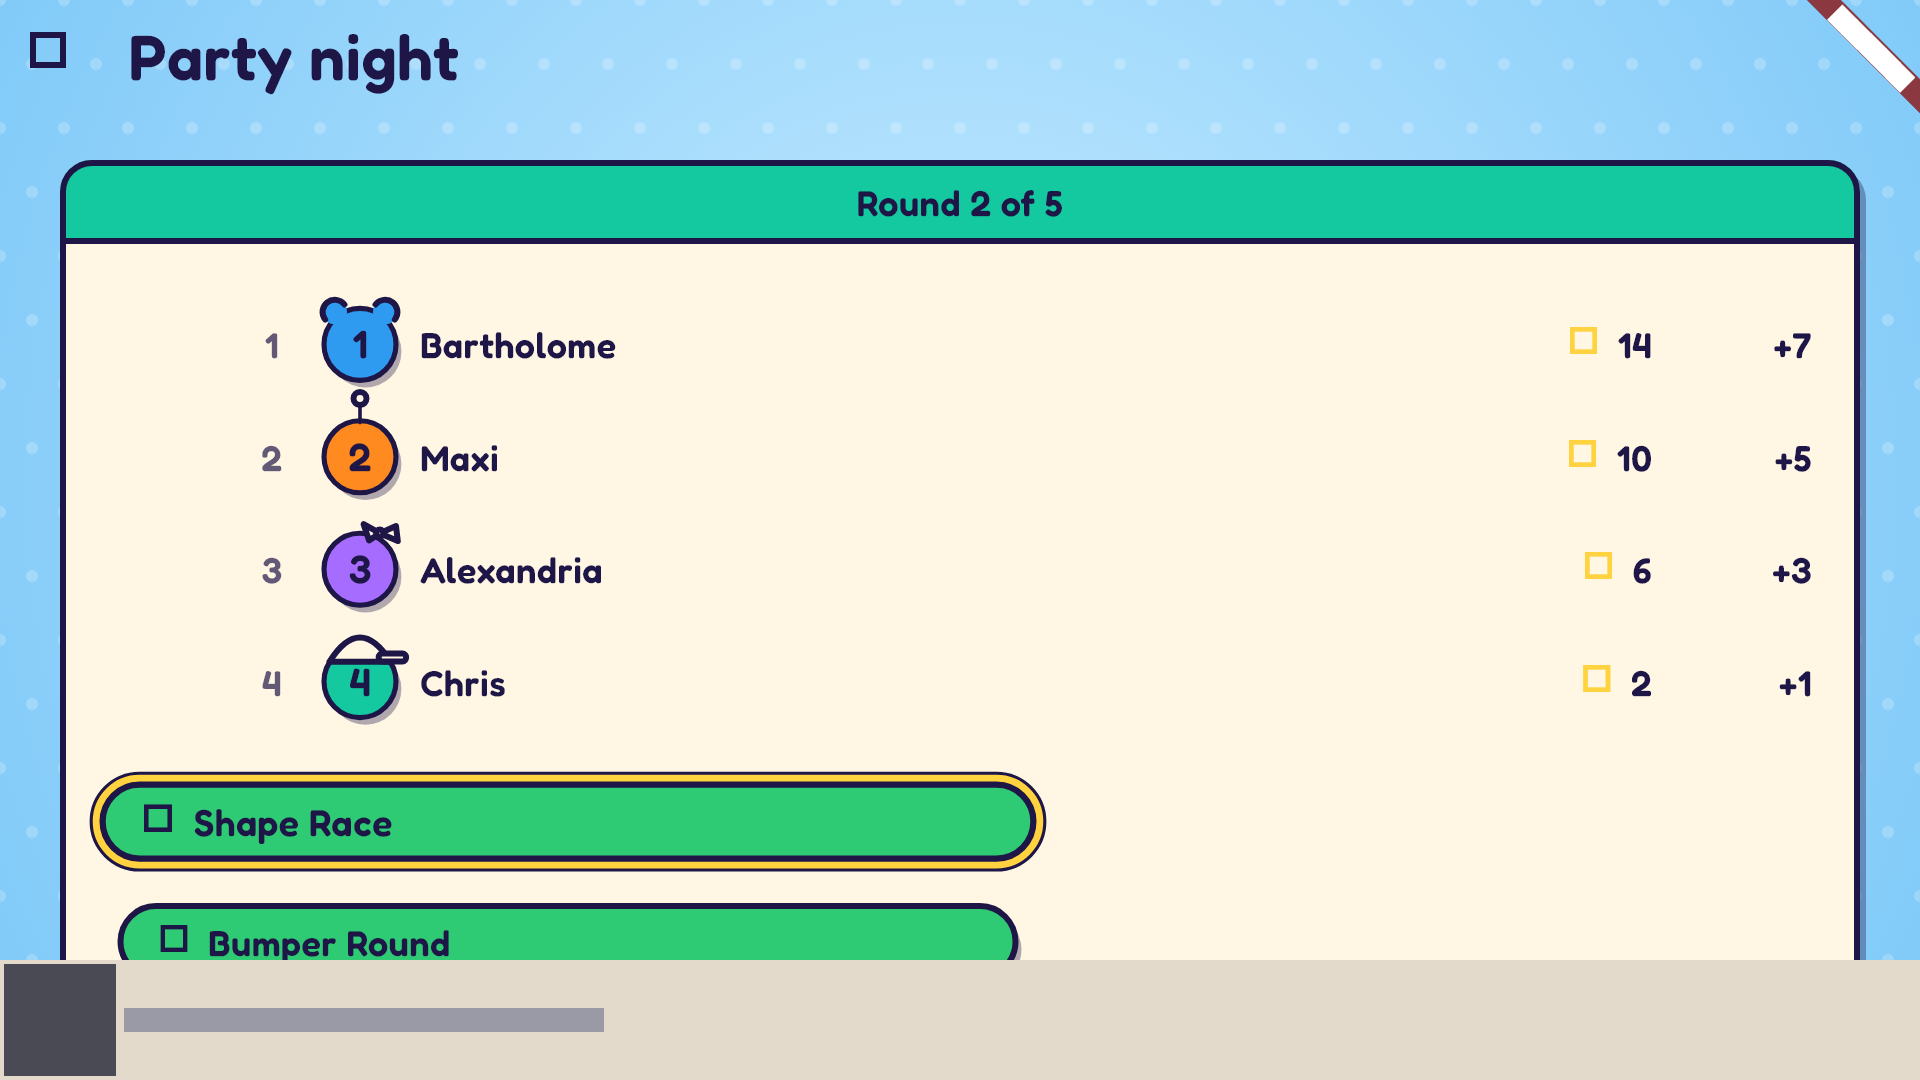 Party night
Round 2 of 5
1 1 Bartholome 14 +7
2 2 Maxi 10 +5
3 3 Alexandria 6 +3
4 4 Chris 2 +1
Shape Race
Bumper Round